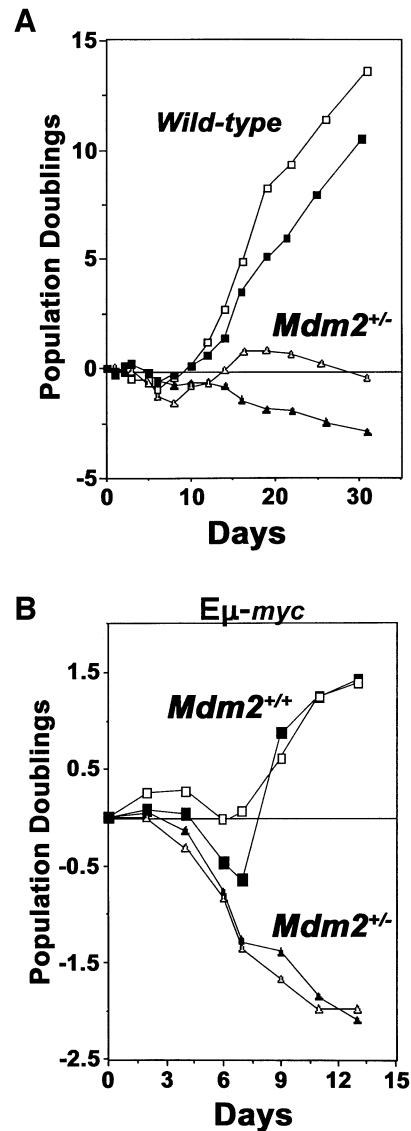 A
15
10
5
0
-5
Population Doublings
Wild-type
Mdm2+/-
0 10 20 30
Days
B
Eμ-myc
1.5
0.5
-0.5
-1.5
-2.5
Population Doublings
Mdm2+/+
Mdm2+/-
0 3 6 9 12 15
Days